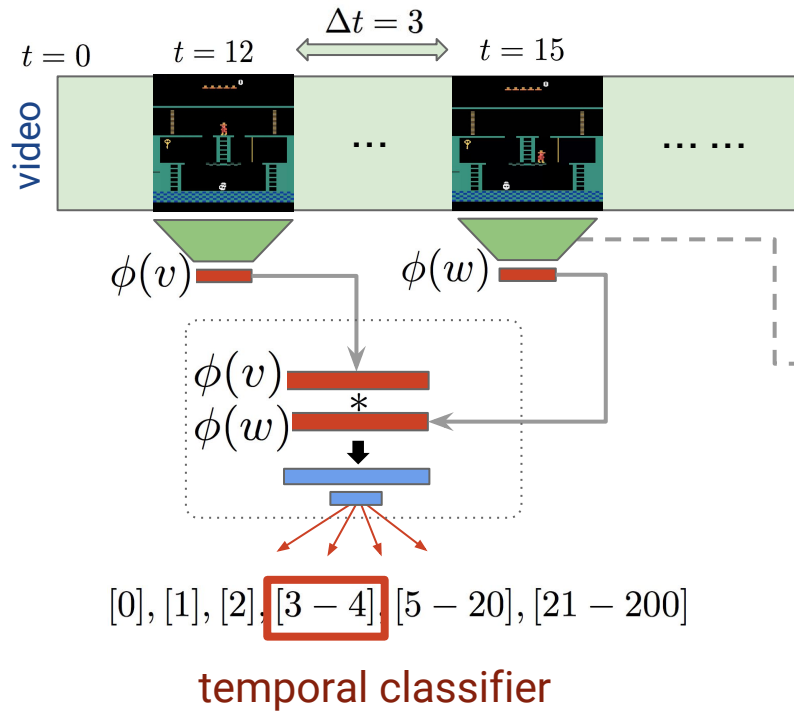 Δt = 3
t = 0
t = 12
t = 15
video
...
... ...
ϕ(v)
ϕ(w)
ϕ(v)
*
ϕ(w)
[0], [1], [2], [3 − 4], [5 − 20], [21 − 200]
temporal classifier